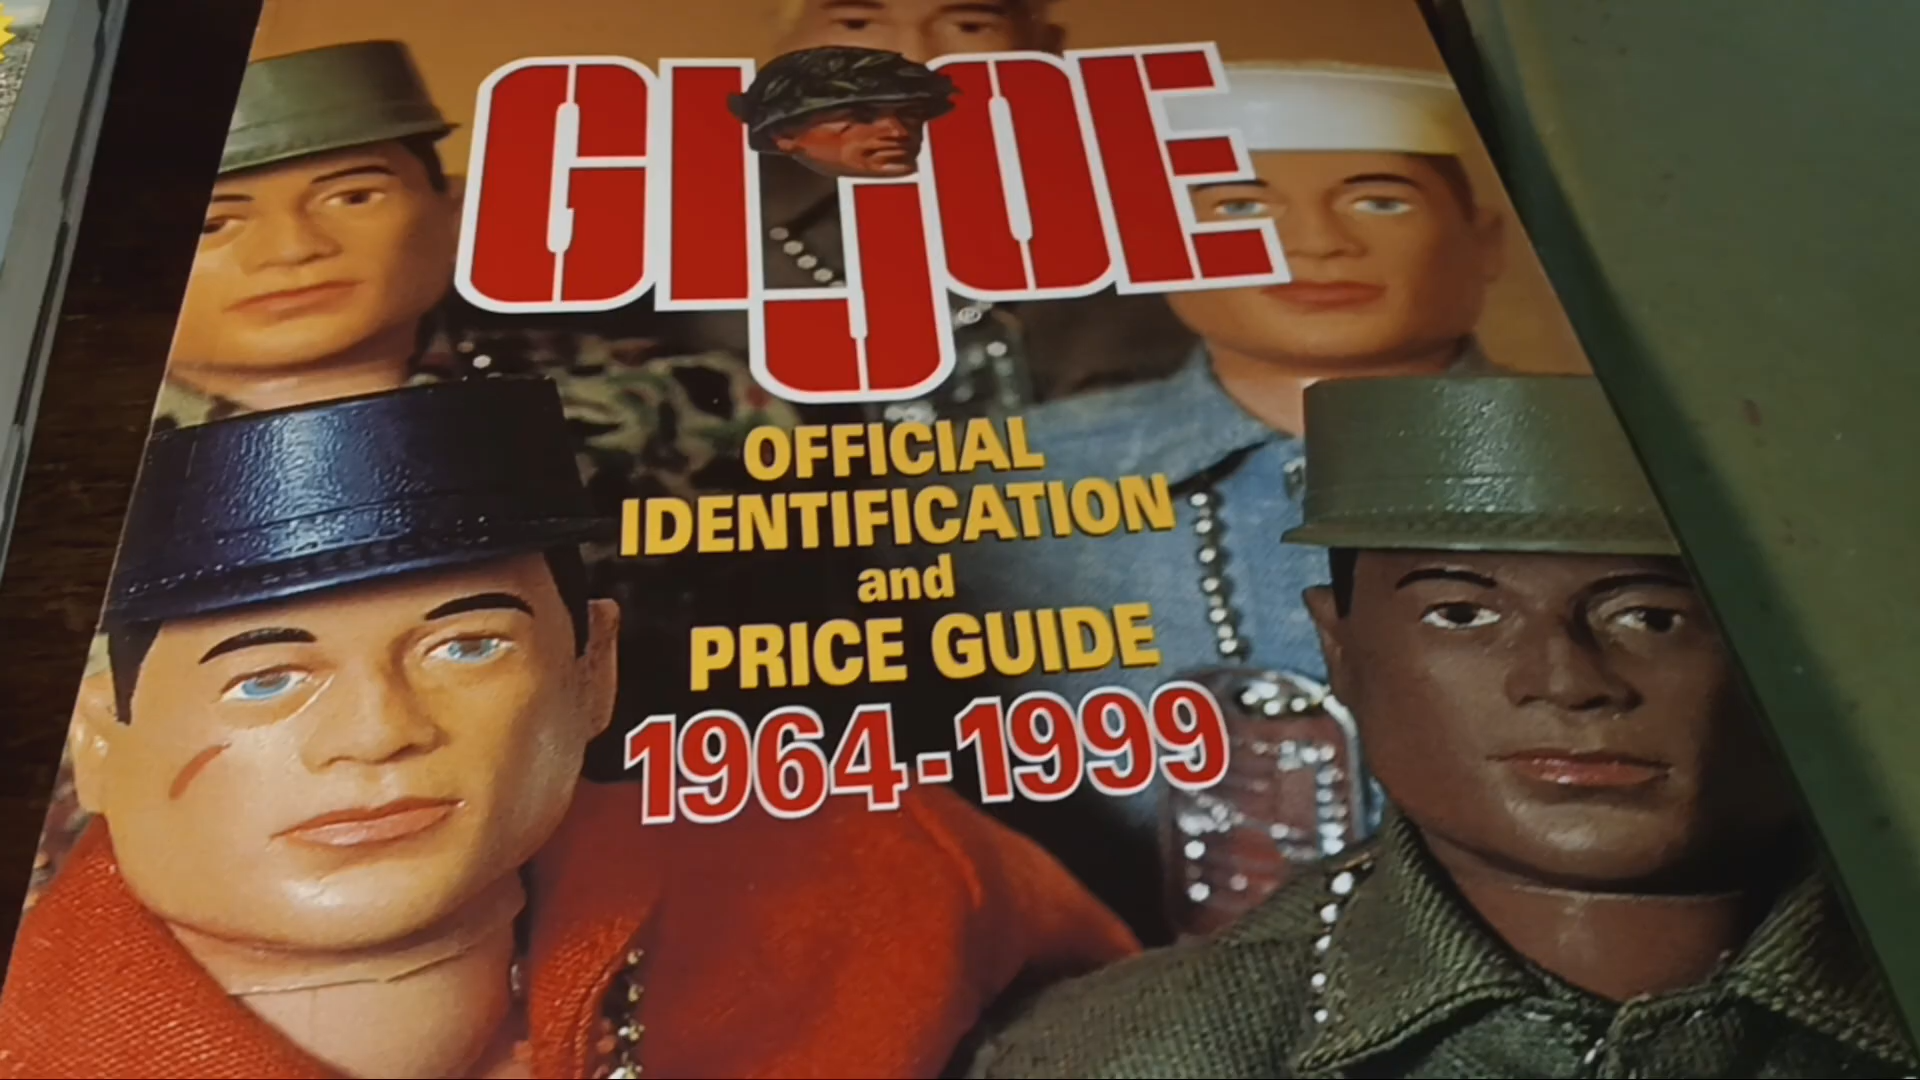 GI JOE
®
OFFICIAL
IDENTIFICATION
and
PRICE GUIDE
1964-1999